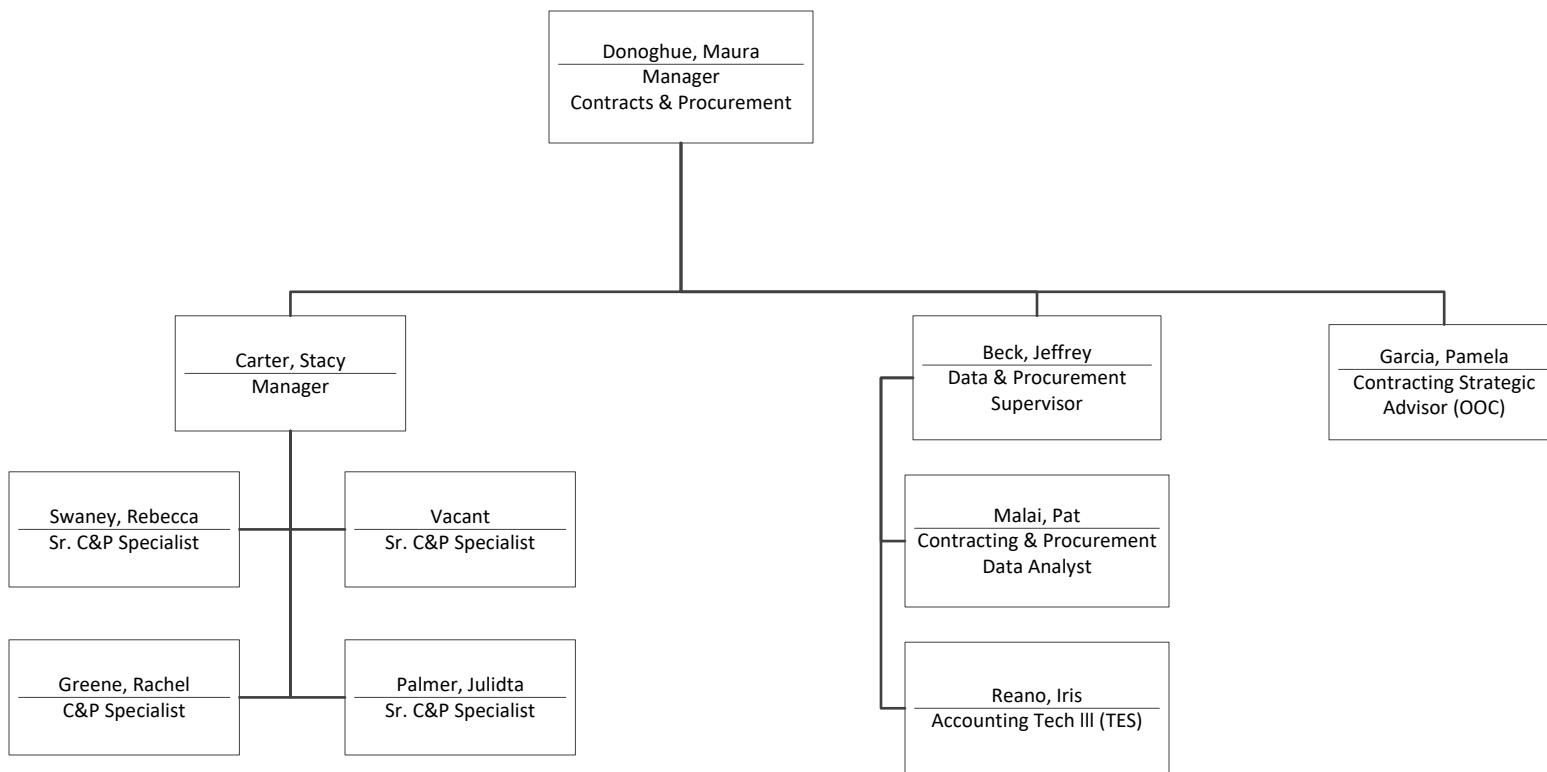 Donoghue, Maura
Manager
Contracts & Procurement
Carter, Stacy
Manager
Beck, Jeffrey
Data & Procurement
Supervisor
Garcia, Pamela
Contracting Strategic
Advisor (OOC)
Swaney, Rebecca
Sr. C&P Specialist
Vacant
Sr. C&P Specialist
Malai, Pat
Contracting & Procurement
Data Analyst
Greene, Rachel
C&P Specialist
Palmer, Julidta
Sr. C&P Specialist
Reano, Iris
Accounting Tech lll (TES)